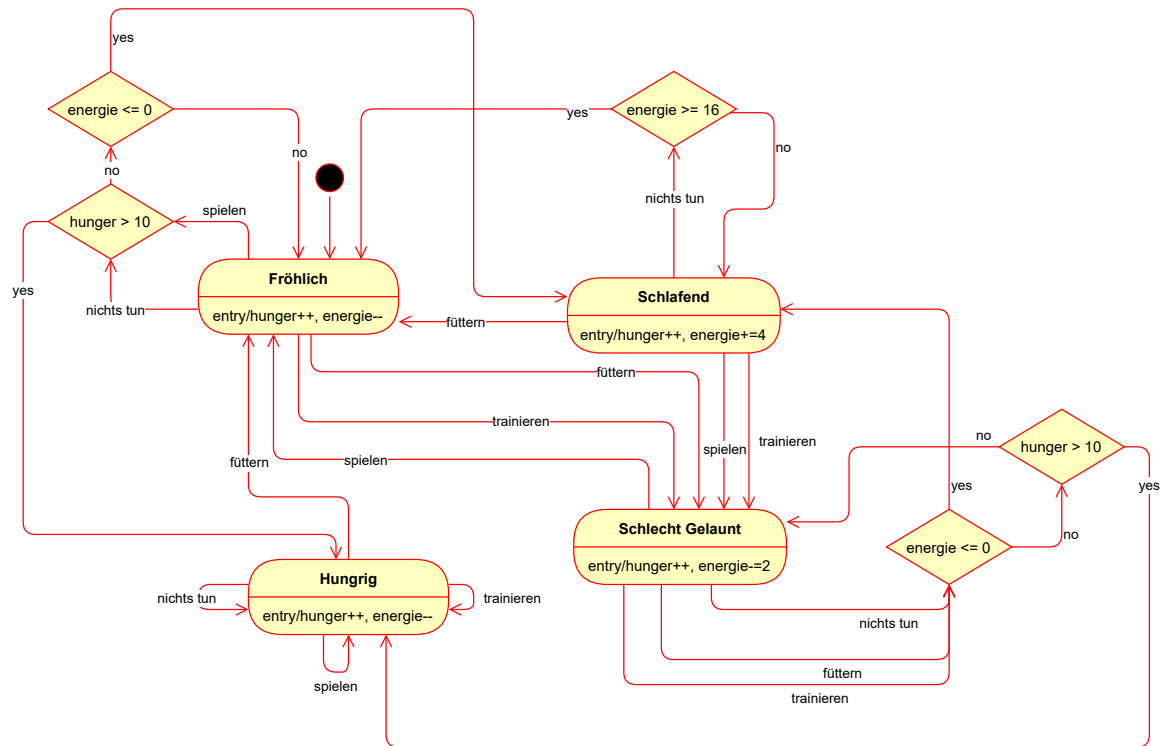 yes
energie <= 0
energie >= 16
yes
no
no
no
nichts tun
hunger > 10
spielen
yes
nichts tun
Fröhlich
entry/hunger++, energie--
Schlafend
entry/hunger++, energie+=4
füttern
füttern
trainieren
spielen
trainieren
füttern
spielen
no
hunger > 10
yes
yes
Schlecht Gelaunt
entry/hunger++, energie-=2
energie <= 0
no
Hungrig
entry/hunger++, energie--
nichts tun
trainieren
spielen
nichts tun
füttern
trainieren